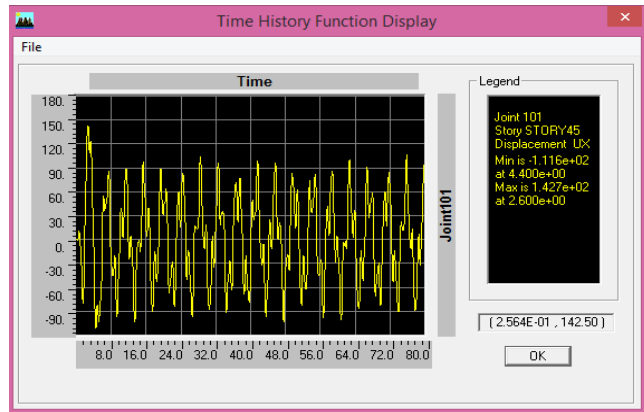 Time History Function Display
×
File
Time
Legend
180.
150.
120.
90.
60.
30.
0.
-30.
-60.
-90.
Joint101
Joint 101
Story STORY45
Displacement UX
Min is -1.116e+02
at 4.400e+00
Max is 1.427e+02
at 2.600e+00
8.0 16.0 24.0 32.0 40.0 48.0 56.0 64.0 72.0 80.0
( 2.564E-01 , 142.50 )
OK